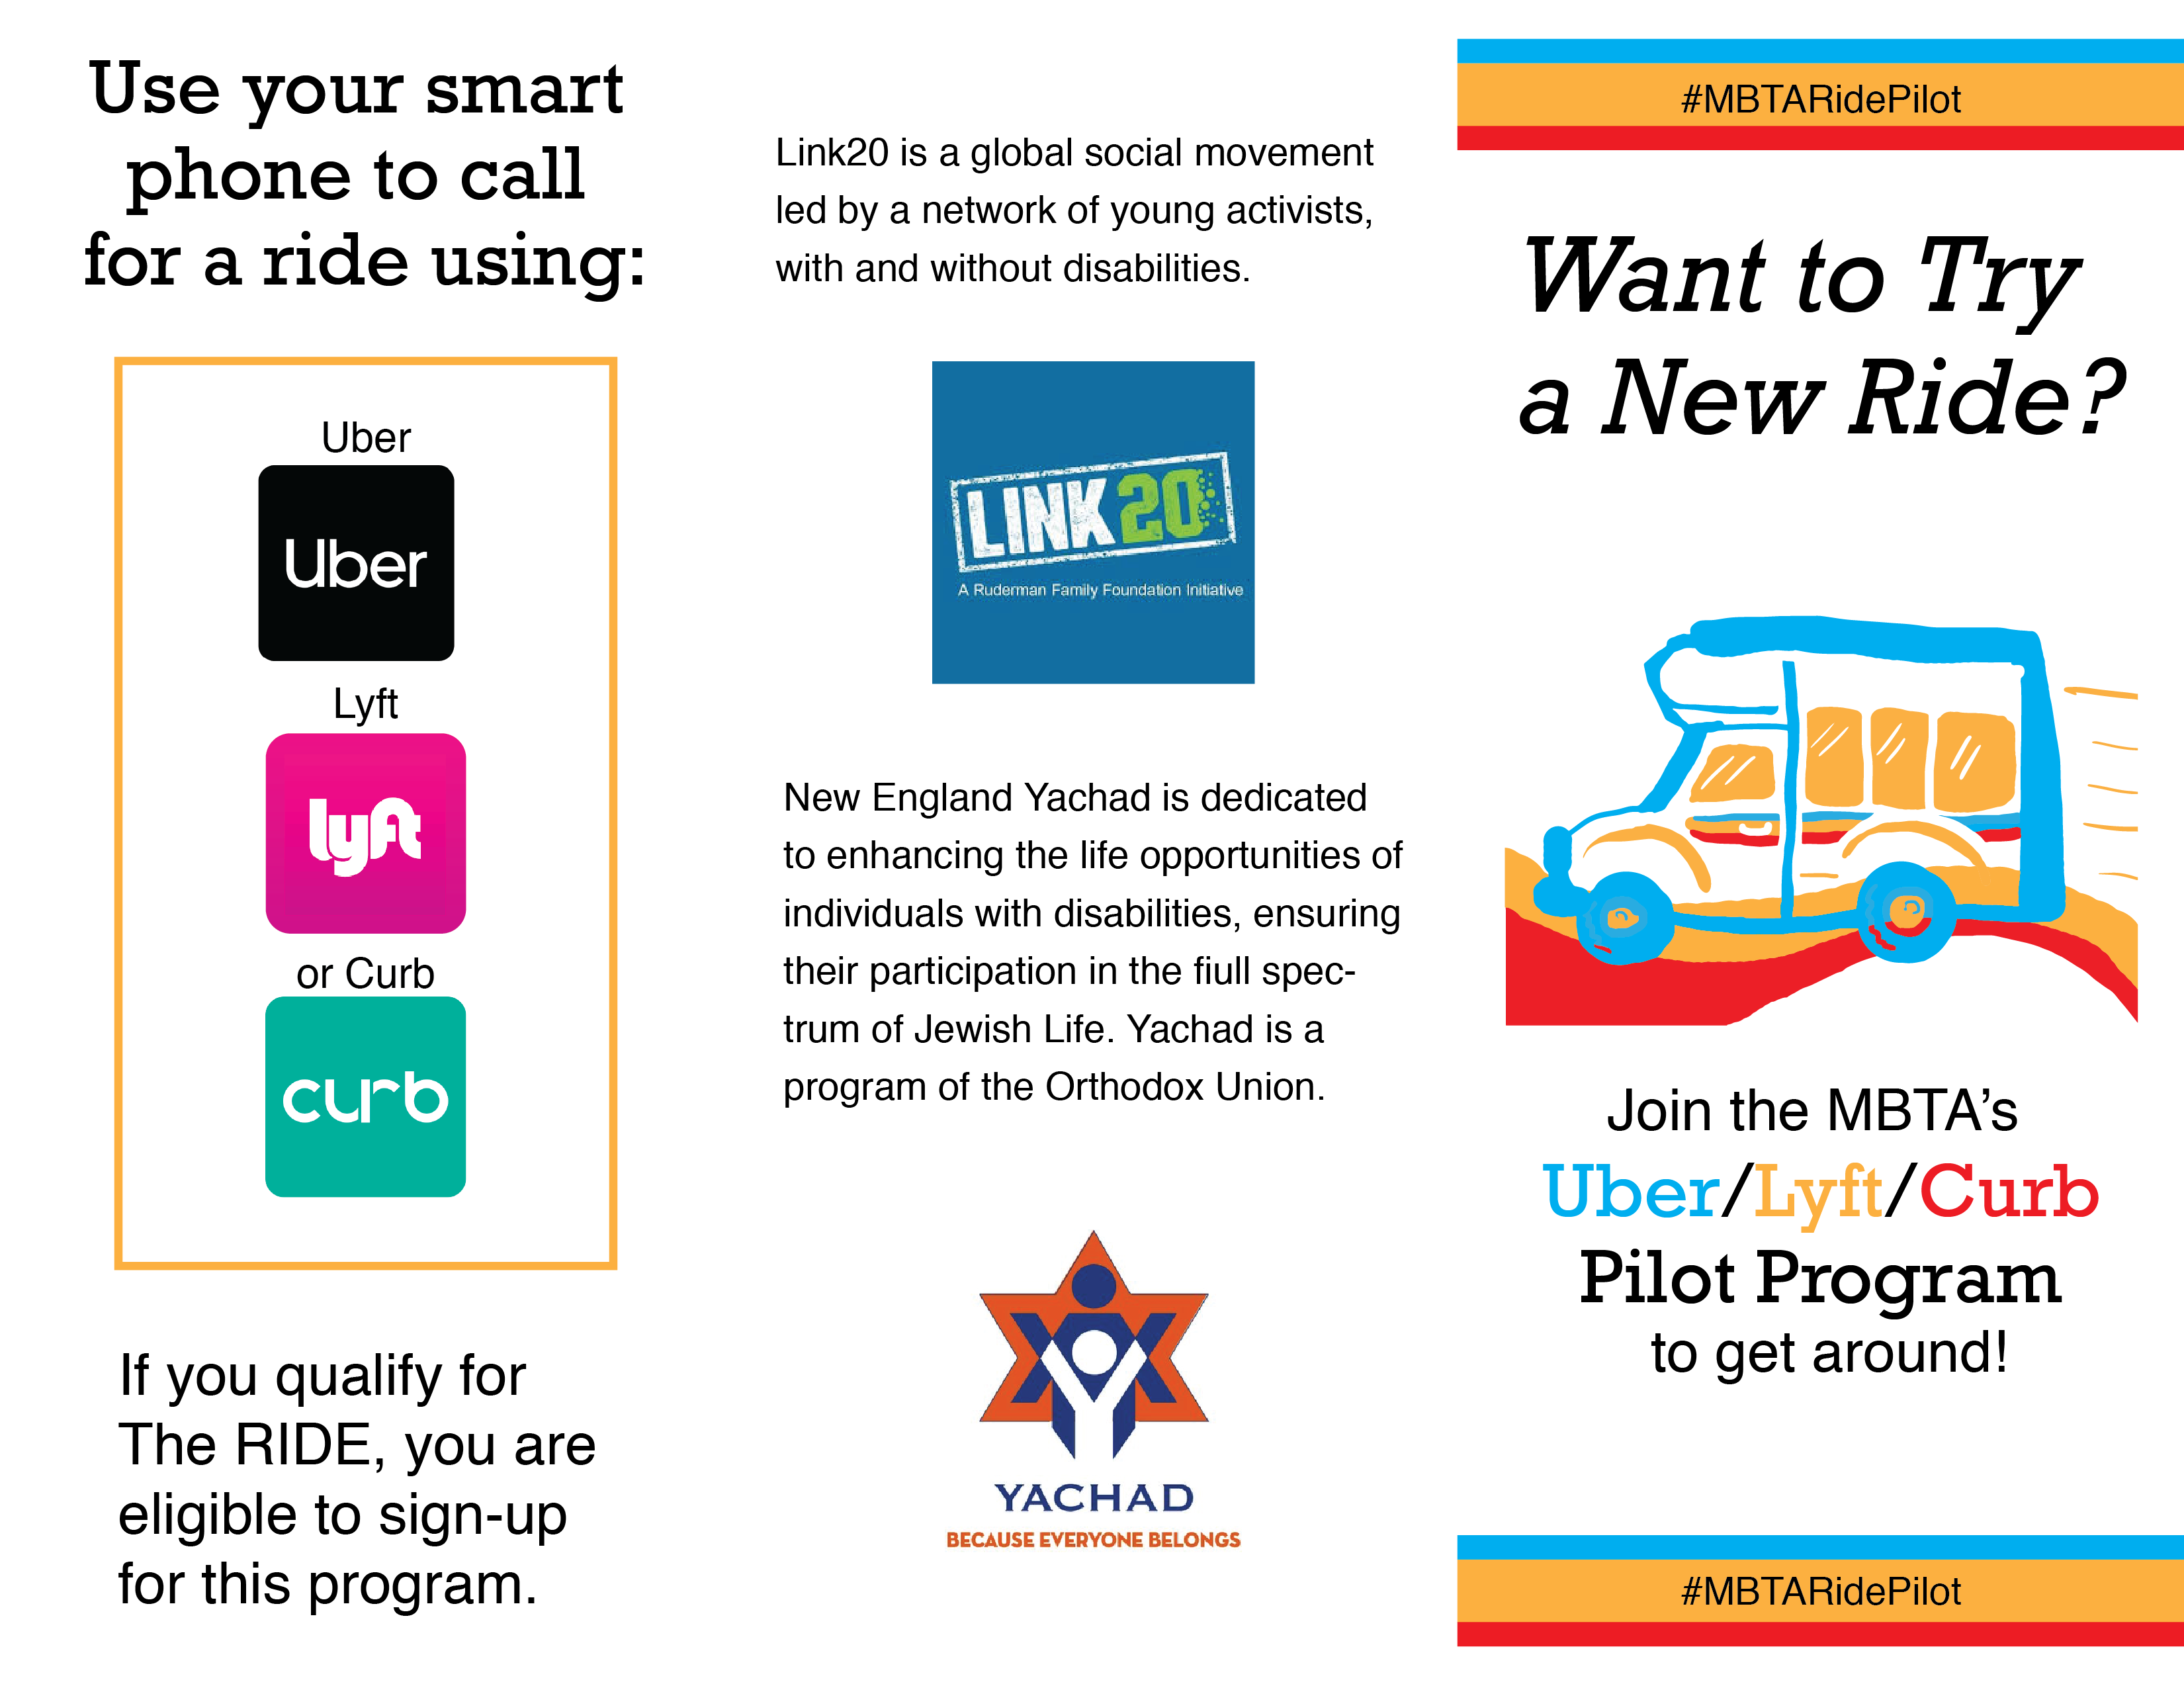 Use your smart
phone to call
for a ride using:
Uber
Uber
Lyft
lyft
or Curb
curb
If you qualify for
The RIDE, you are
eligible to sign-up
for this program.
Link20 is a global social movement
led by a network of young activists,
with and without disabilities.
LINK20
A Ruderman Family Foundation Initiative
New England Yachad is dedicated
to enhancing the life opportunities of
individuals with disabilities, ensuring
their participation in the fiull spec-
trum of Jewish Life. Yachad is a
program of the Orthodox Union.
YACHAD
BECAUSE EVERYONE BELONGS
#MBTARidePilot
Want to Try
a New Ride?
Join the MBTA’s
Uber/Lyft/Curb
Pilot Program
to get around!
#MBTARidePilot